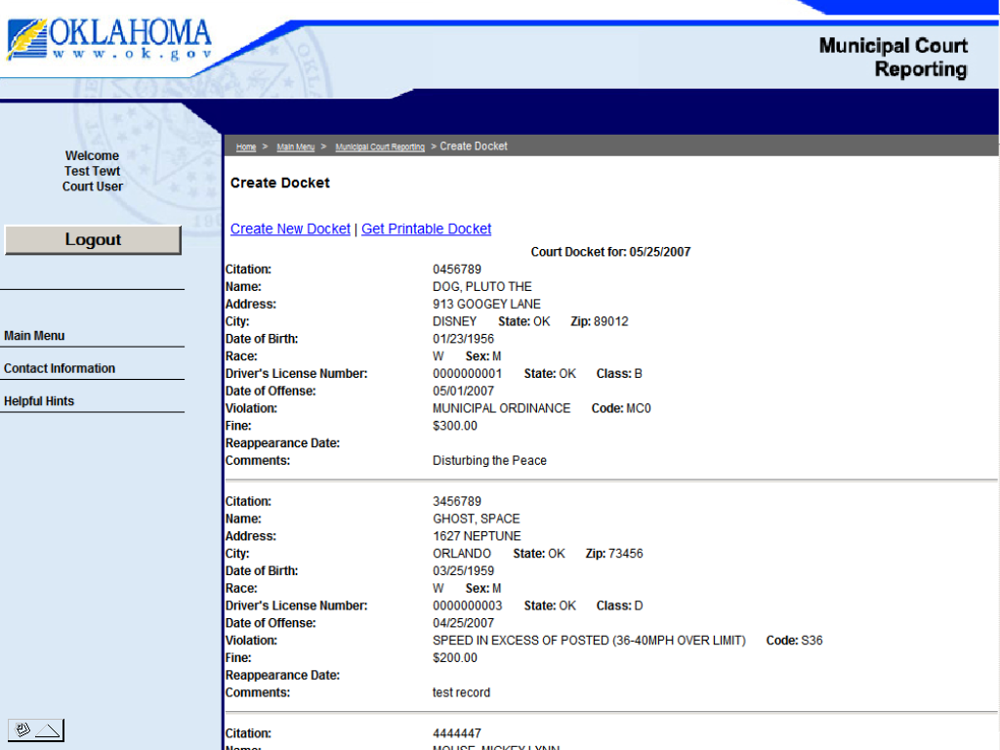 OKLAHOMA
www.ok.gov
Municipal Court
Reporting
Home > Main Menu > Municipal Court Reporting > Create Docket
Welcome
Test Tewt
Court User
Logout
Main Menu
Contact Information
Helpful Hints
Create Docket
Create New Docket | Get Printable Docket
Court Docket for: 05/25/2007
Citation: 0456789
Name: DOG, PLUTO THE
Address: 913 GOOGEY LANE
City: DISNEY State: OK Zip: 89012
Date of Birth: 01/23/1956
Race: W Sex: M
Driver's License Number: 0000000001 State: OK Class: B
Date of Offense: 05/01/2007
Violation: MUNICIPAL ORDINANCE Code: MC0
Fine: $300.00
Reappearance Date:
Comments: Disturbing the Peace
Citation: 3456789
Name: GHOST, SPACE
Address: 1627 NEPTUNE
City: ORLANDO State: OK Zip: 73456
Date of Birth: 03/25/1959
Race: W Sex: M
Driver's License Number: 0000000003 State: OK Class: D
Date of Offense: 04/25/2007
Violation: SPEED IN EXCESS OF POSTED (36-40MPH OVER LIMIT) Code: S36
Fine: $200.00
Reappearance Date:
Comments: test record
Citation: 4444447
Name: MOUSE, MICKEY LYNN